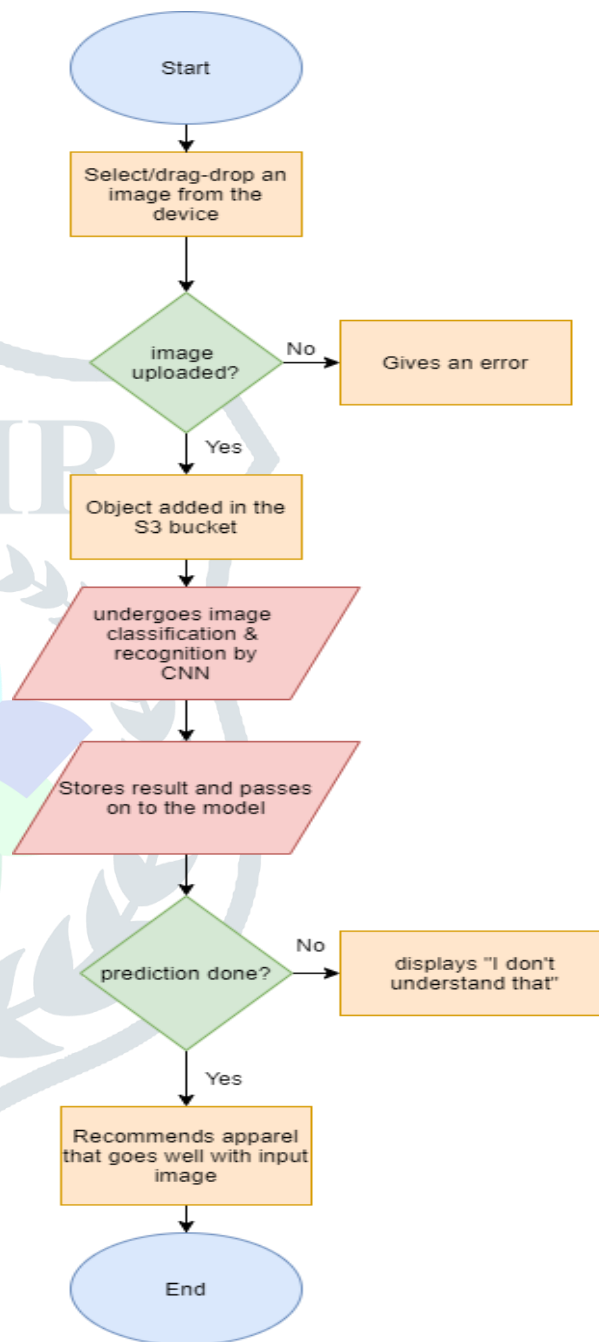 Start
Select/drag-drop an
image from the
device
image
uploaded?
No
Gives an error
Yes
Object added in the
S3 bucket
undergoes image
classification &
recognition by
CNN
Stores result and passes
on to the model
prediction done?
No
displays "I don't
understand that"
Yes
Recommends apparel
that goes well with input
image
End